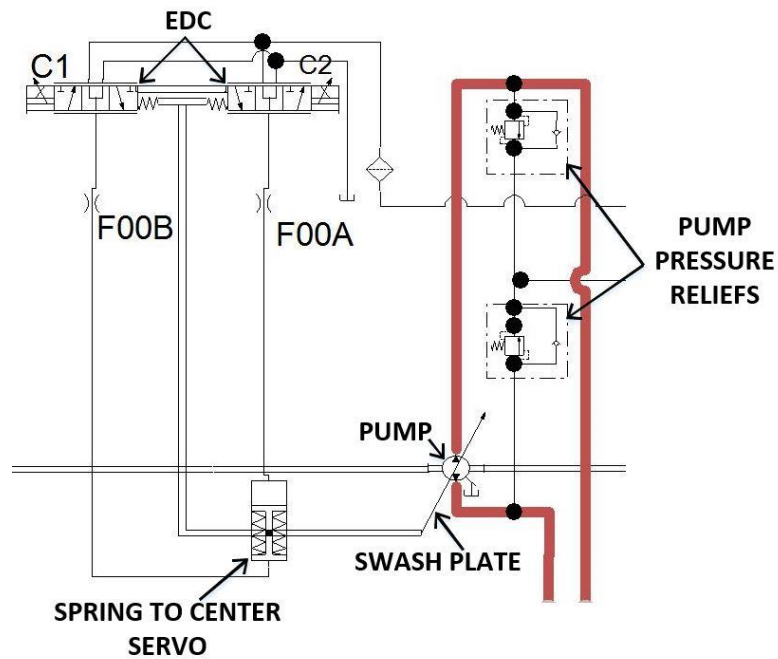 EDC
C1
C2
F00B
F00A
PUMP
PRESSURE
RELIEFS
PUMP
SWASH PLATE
SPRING TO CENTER
SERVO